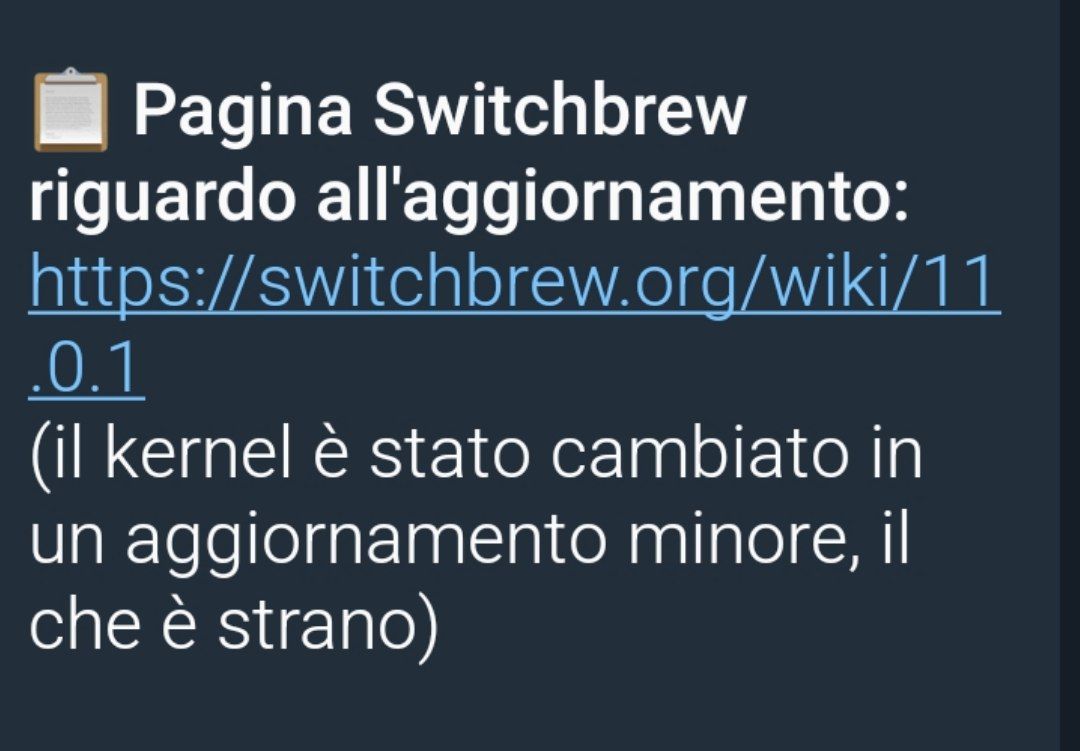 📋 Pagina Switchbrew
riguardo all'aggiornamento:
https://switchbrew.org/wiki/11
.0.1
(il kernel è stato cambiato in
un aggiornamento minore, il
che è strano)